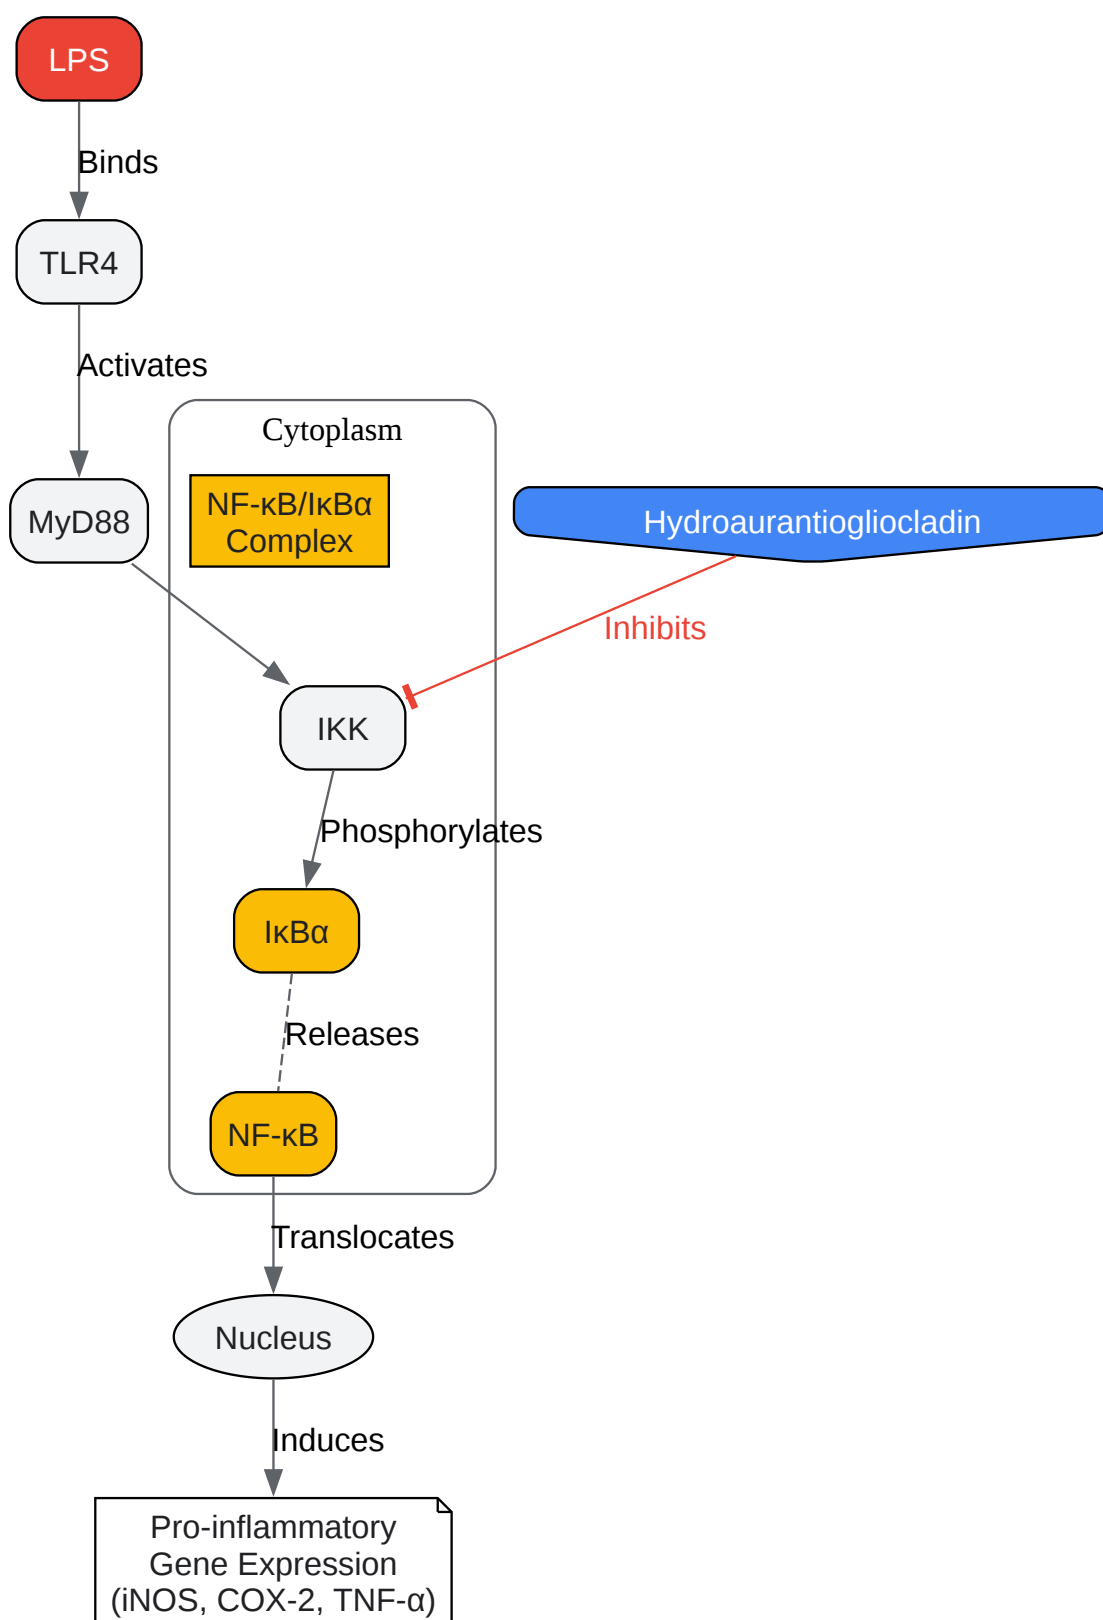 LPS
Binds
TLR4
Activates
Cytoplasm
NF-κB/IκBα
Complex
MyD88
Hydroaurantiogliocladin
Inhibits
IKK
Phosphorylates
IκBα
Releases
NF-κB
Translocates
Nucleus
Induces
Pro-inflammatory
Gene Expression
(iNOS, COX-2, TNF-α)